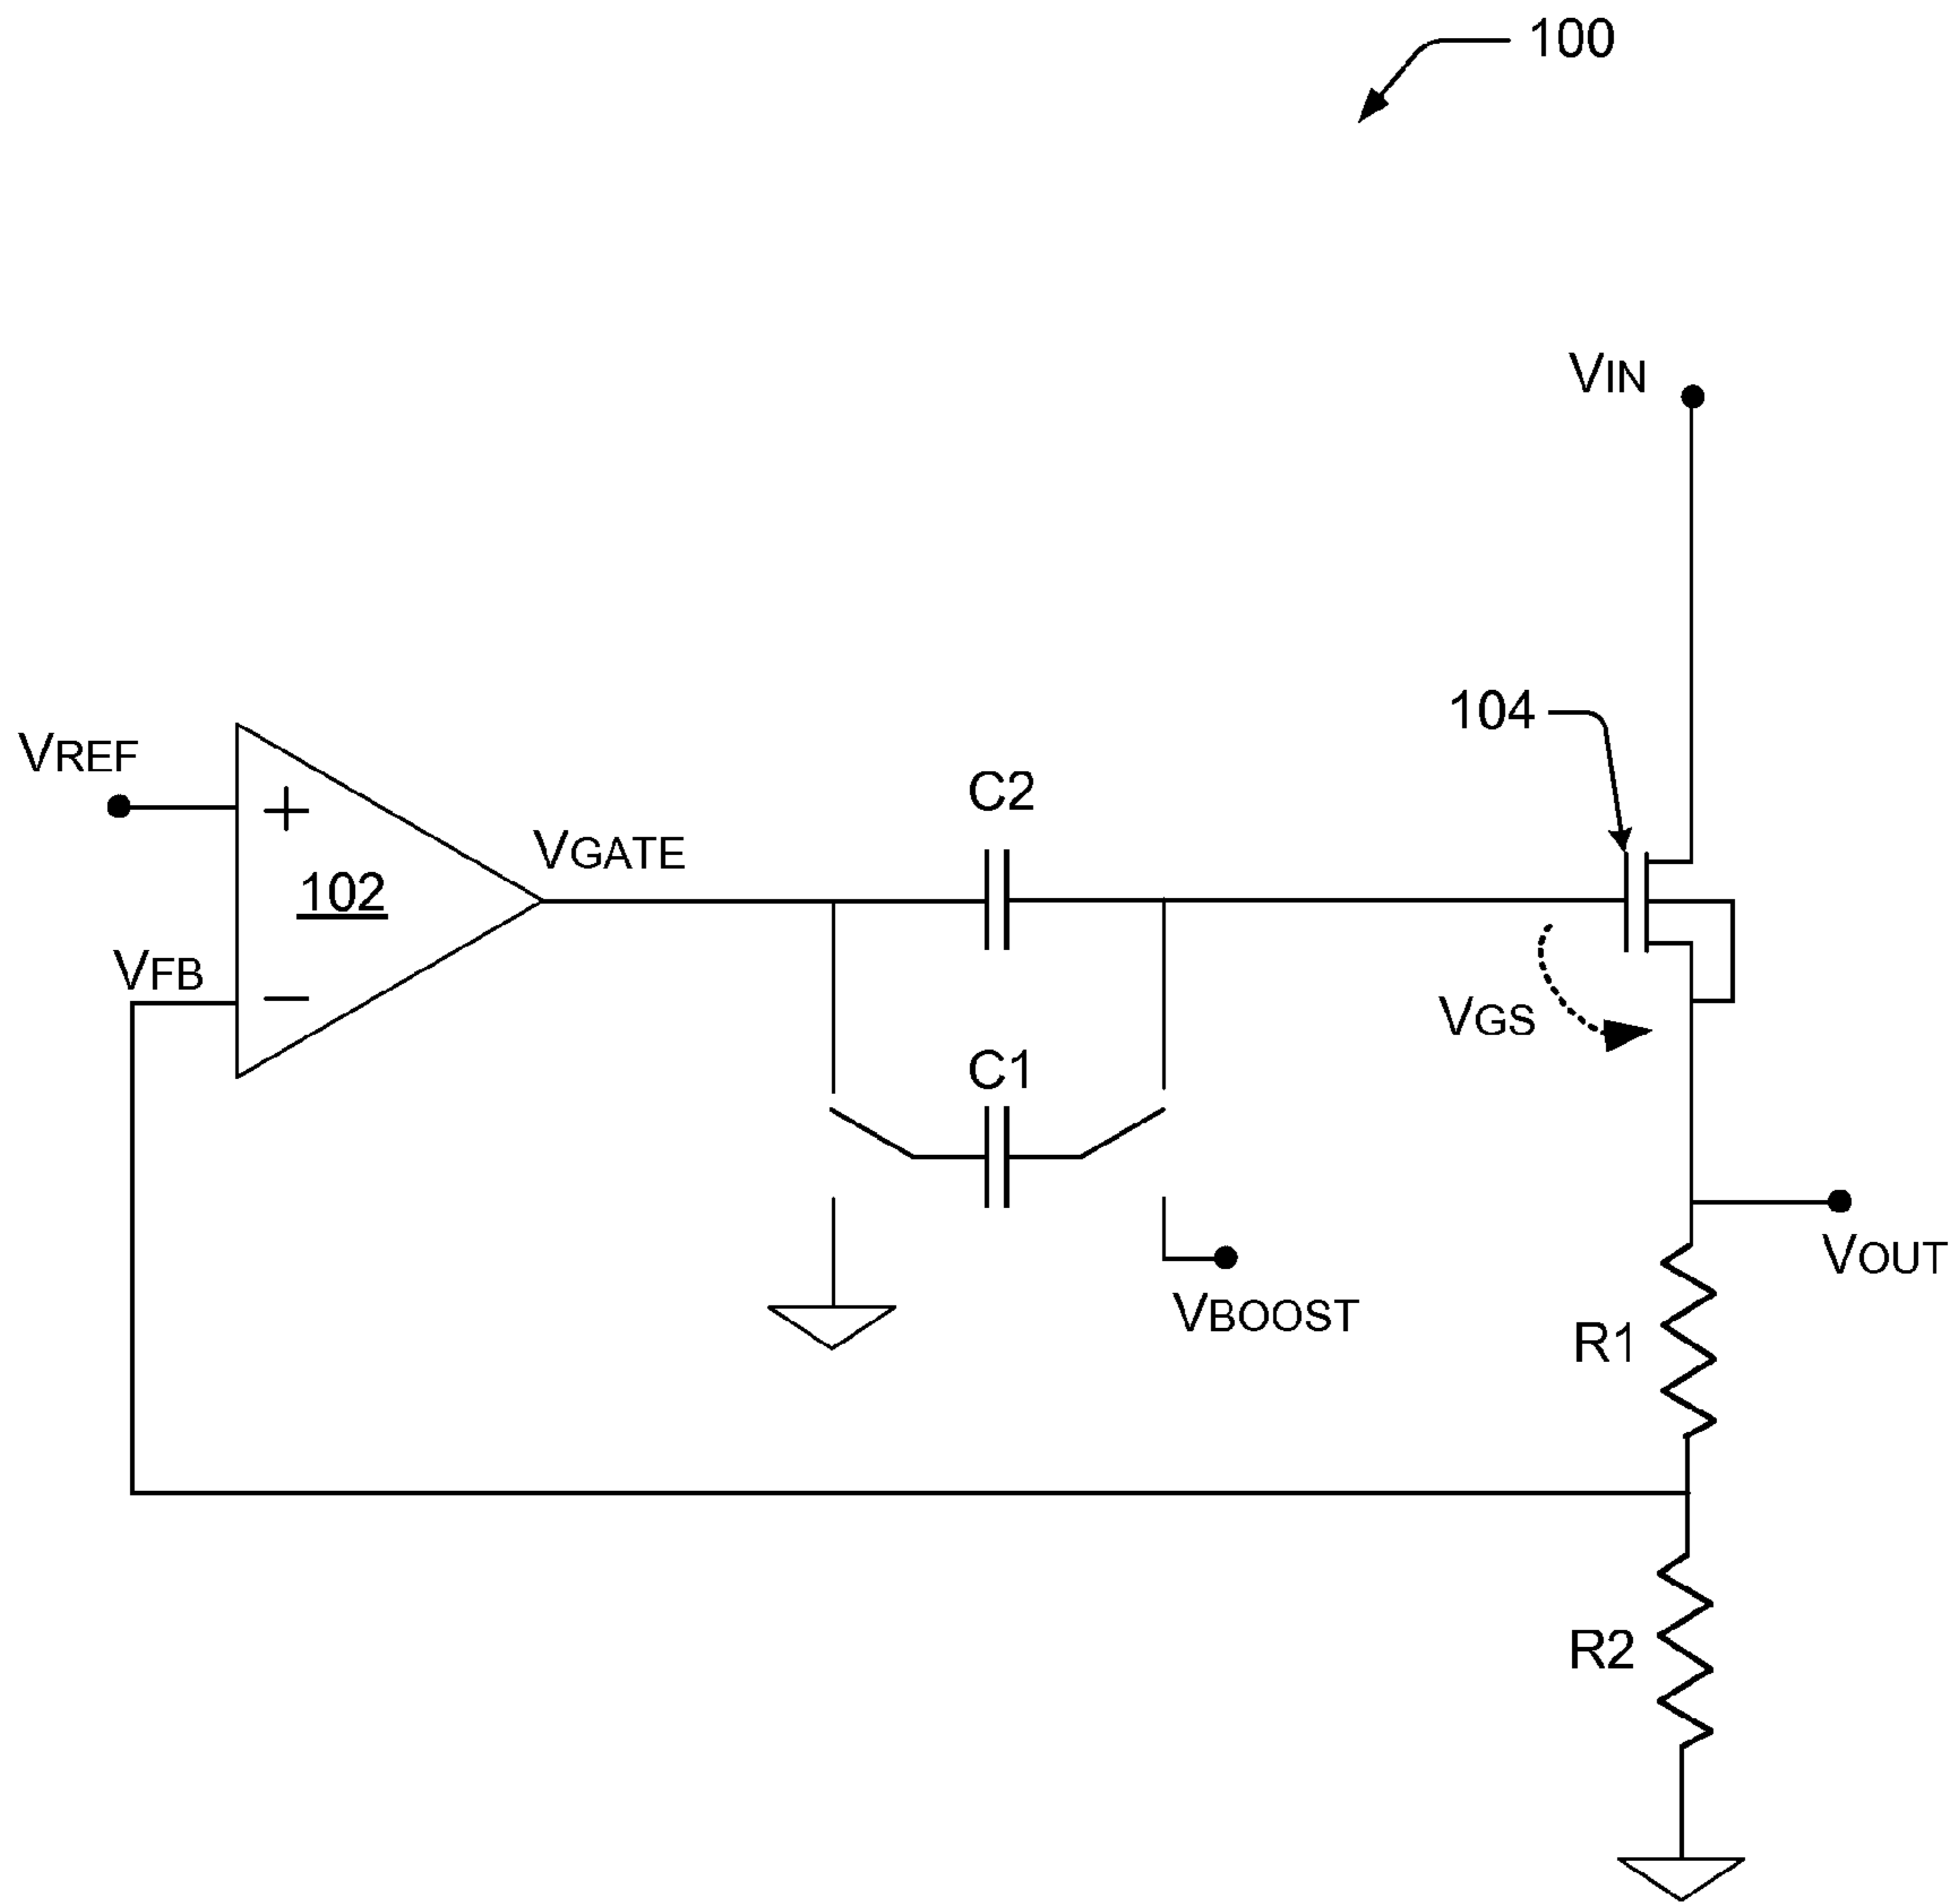 100
VIN
104
VREF
+
C2
VGATE
102
VFB
−
VGS
C1
VOUT
VBOOST
R1
R2